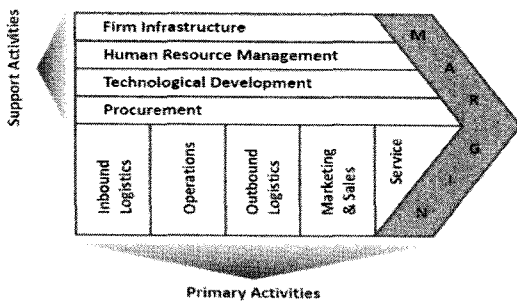 Support Activities
Firm Infrastructure
Human Resource Management
Technological Development
Procurement
Inbound
Logistics
Operations
Outbound
Logistics
Marketing
& Sales
Service
MARGIN
Primary Activities